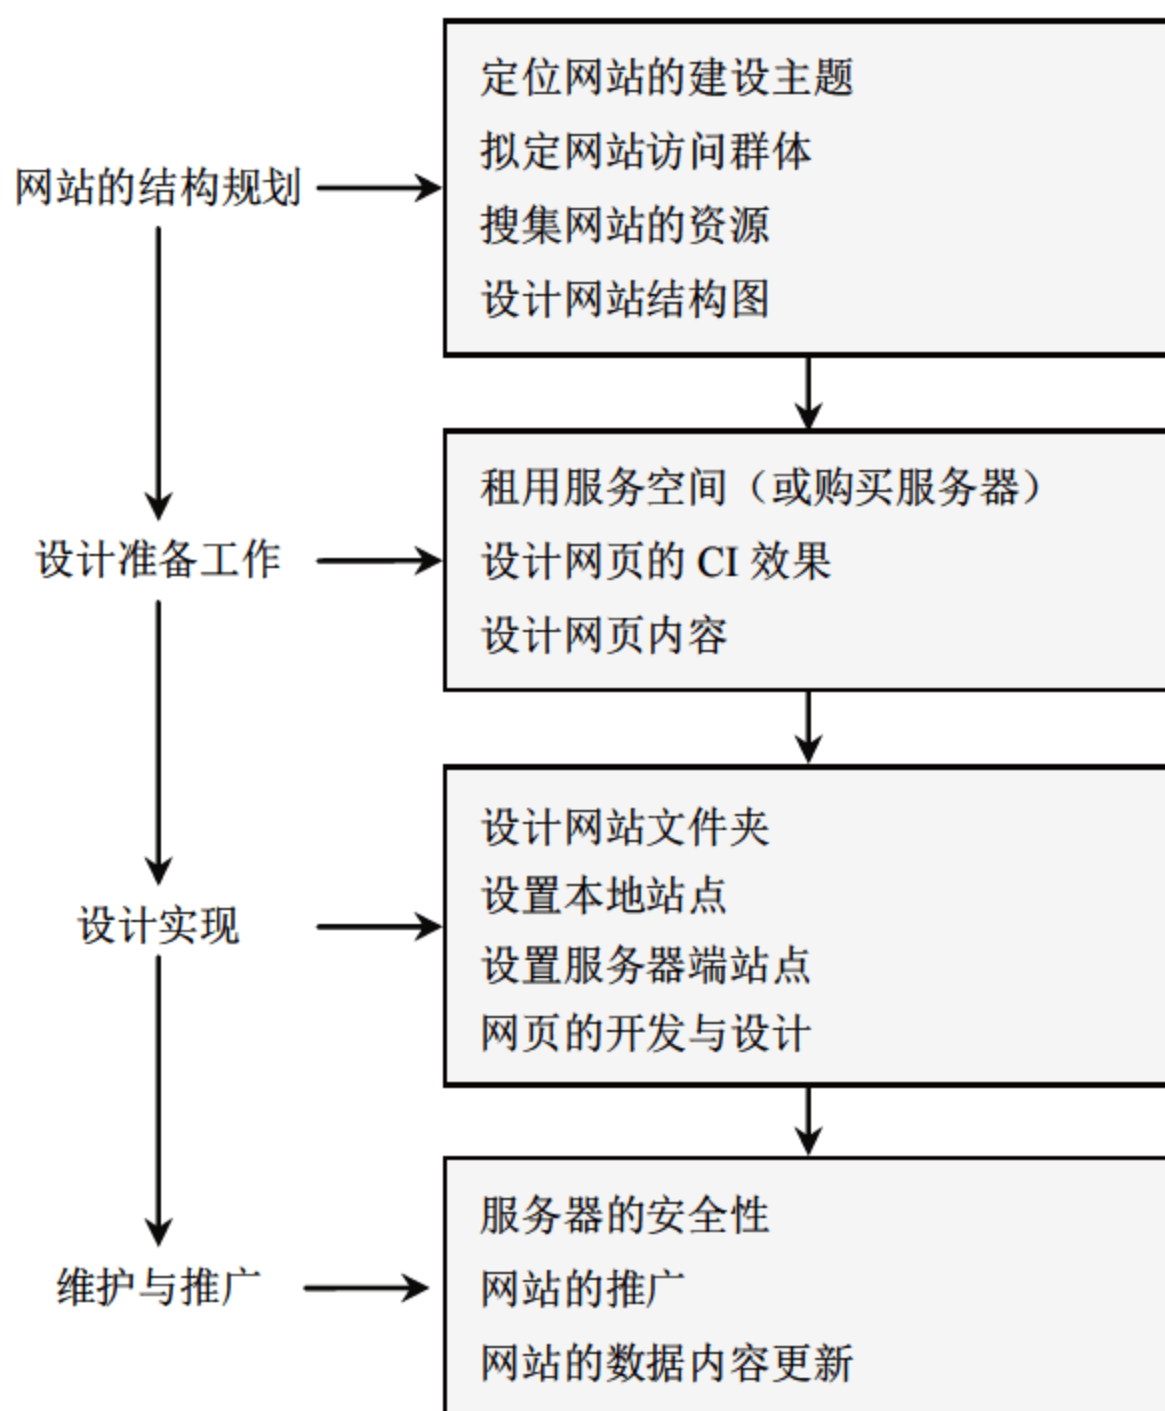 网站的结构规划
定位网站的建设主题
拟定网站访问群体
搜集网站的资源
设计网站结构图
设计准备工作
租用服务空间（或购买服务器）
设计网页的 CI 效果
设计网页内容
设计实现
设计网站文件夹
设置本地站点
设置服务器端站点
网页的开发与设计
维护与推广
服务器的安全性
网站的推广
网站的数据内容更新